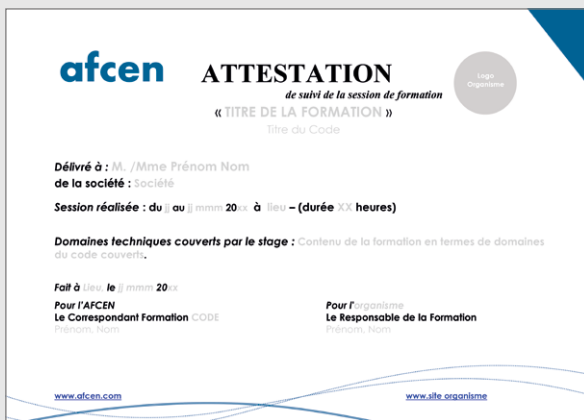 afcen
ATTESTATION
Logo
Organisme
de suivi de la session de formation
« TITRE DE LA FORMATION »
Titre du Code
Délivré à : M. /Mme Prénom Nom
de la société : Société
Session réalisée : du jj au jj mmm 20xx à lieu – (durée XX heures)
Domaines techniques couverts par le stage : Contenu de la formation en termes de domaines
du code couverts.
Fait à Lieu, le jj mmm 20xx
Pour l'AFCEN
Le Correspondant Formation CODE
Prénom, Nom
Pour l'organisme
Le Responsable de la Formation
Prénom, Nom
www.afcen.com
www.site organisme